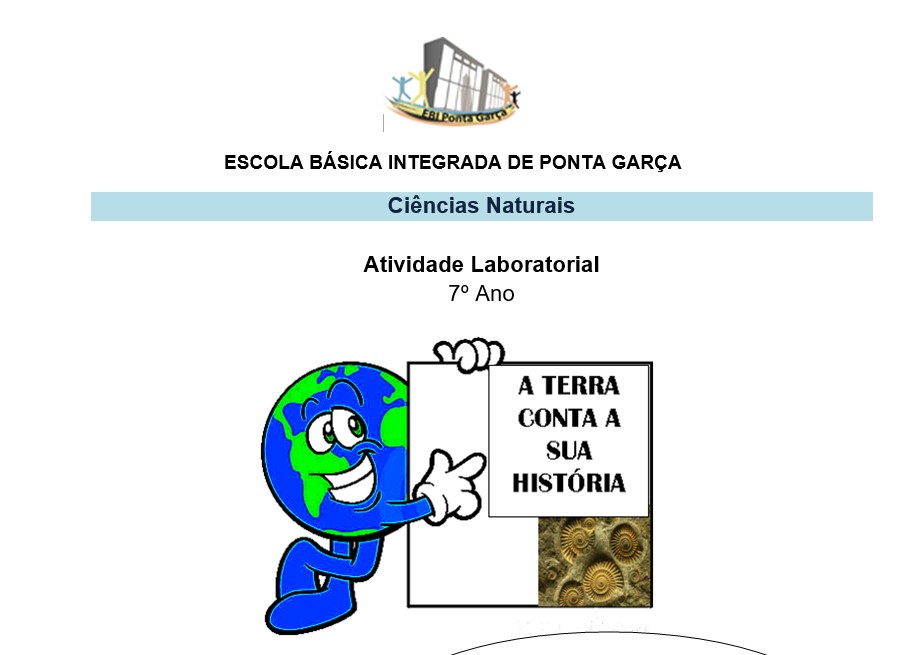 EBI Ponta Garça
ESCOLA BÁSICA INTEGRADA DE PONTA GARÇA
Ciências Naturais
Atividade Laboratorial
7º Ano
A TERRA
CONTA A
SUA
HISTÓRIA